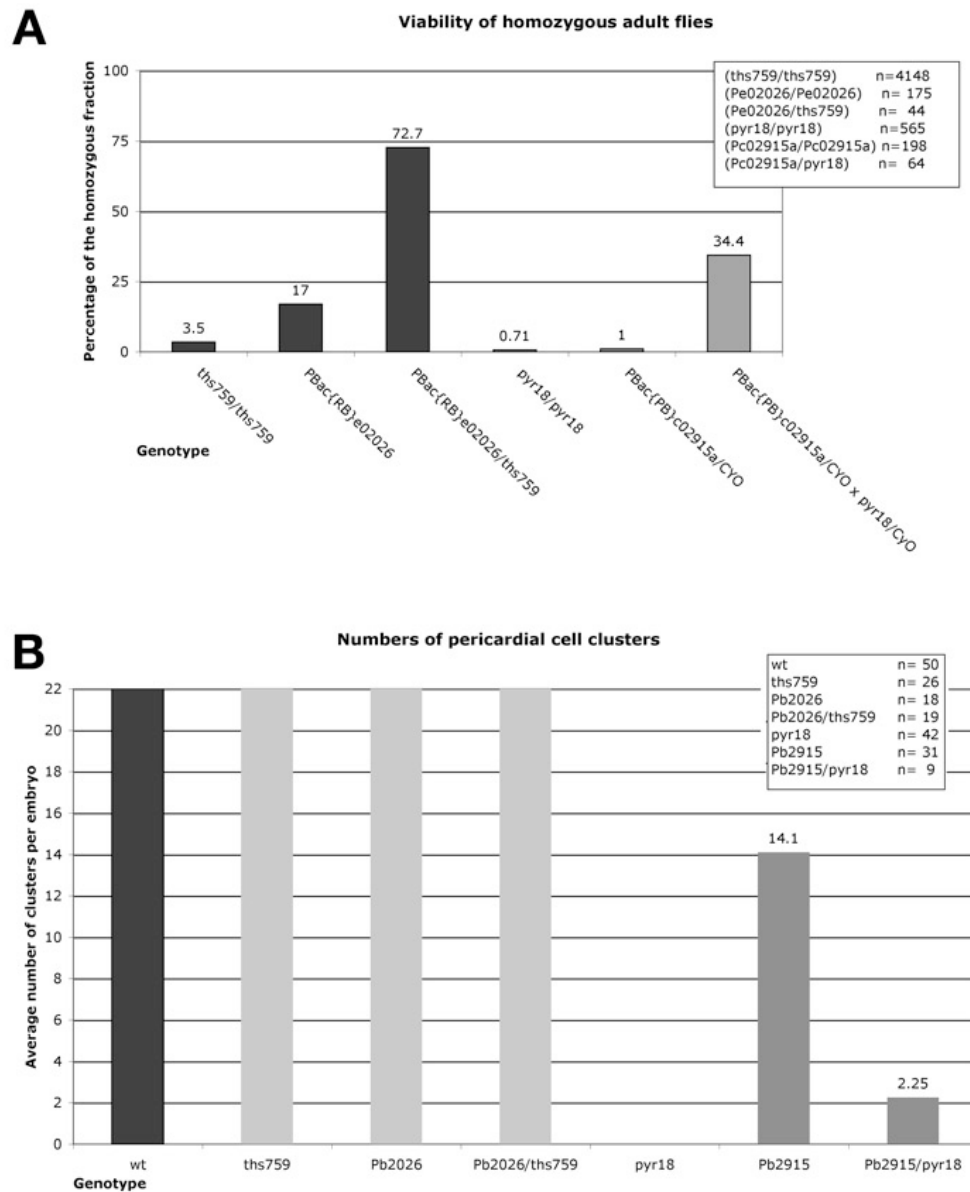 A
Viability of homozygous adult flies
Percentage of the homozygous fraction
100
75
50
25
0
3.5
17
72.7
0.71
1
34.4
(ths759/ths759) n=4148
(Pe02026/Pe02026) n= 175
(Pe02026/ths759) n= 44
(pyr18/pyr18) n=565
(Pc02915a/Pc02915a) n=198
(Pc02915a/pyr18) n= 64
ths759/ths759
PBac{RB}e02026
PBac{RB}e02026/ths759
pyr18/pyr18
PBac{PB}c02915a/CYO
PBac{PB}c02915a/CYO x pyr18/CyO
Genotype
B
Numbers of pericardial cell clusters
Average number of clusters per embryo
22
20
18
16
14
12
10
8
6
4
2
0
wt n= 50
ths759 n= 26
Pb2026 n= 18
Pb2026/ths759 n= 19
pyr18 n= 42
Pb2915 n= 31
Pb2915/pyr18 n= 9
14.1
2.25
wt ths759 Pb2026 Pb2026/ths759 pyr18 Pb2915 Pb2915/pyr18
Genotype